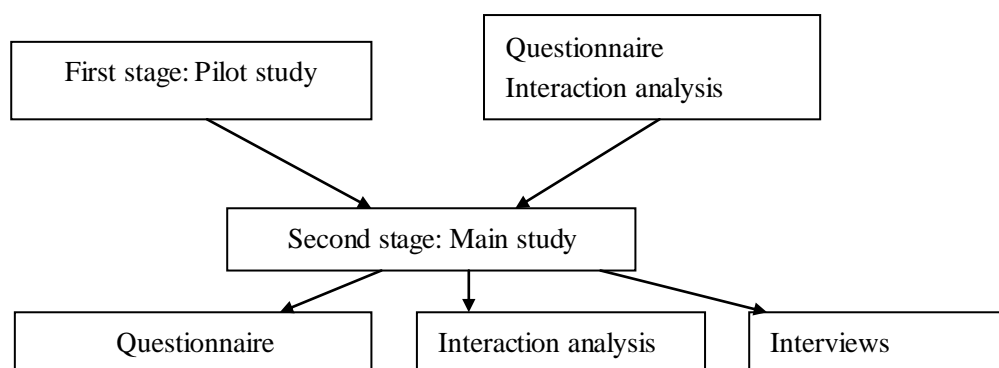 First stage: Pilot study
Questionnaire
Interaction analysis
Second stage: Main study
Questionnaire
Interaction analysis
Interviews